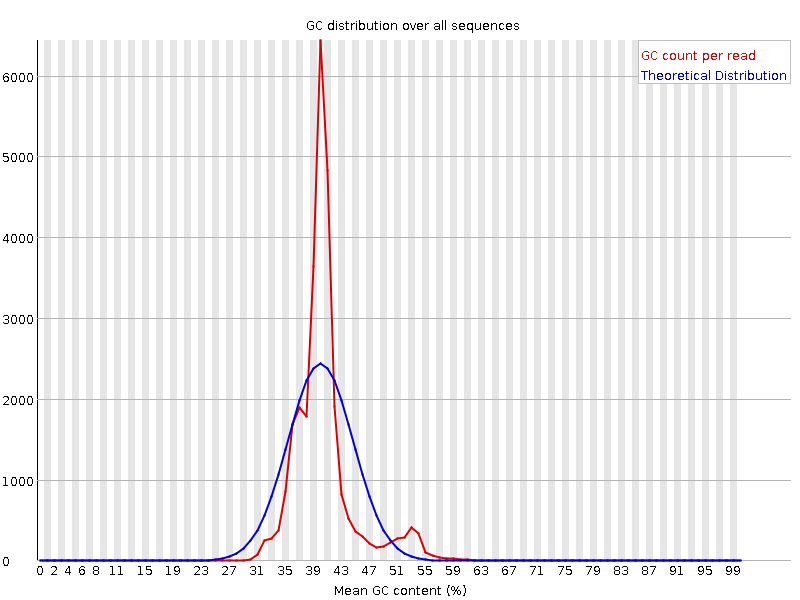 GC distribution over all sequences
GC count per read
Theoretical Distribution
6000
5000
4000
3000
2000
1000
0
0 2 4 6 8 11 15 19 23 27 31 35 39 43 47 51 55 59 63 67 71 75 79 83 87 91 95 99
Mean GC content (%)